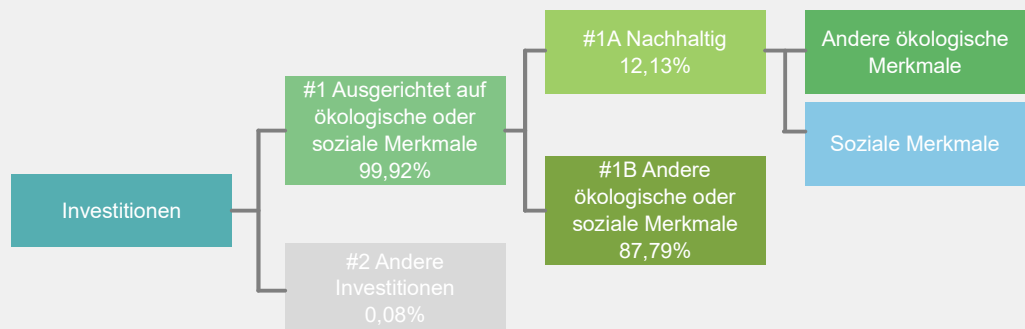 Investitionen
#1 Ausgerichtet auf
ökologische oder
soziale Merkmale
99,92%
#2 Andere
Investitionen
0,08%
#1A Nachhaltig
12,13%
#1B Andere
ökologische oder
soziale Merkmale
87,79%
Andere ökologische
Merkmale
Soziale Merkmale